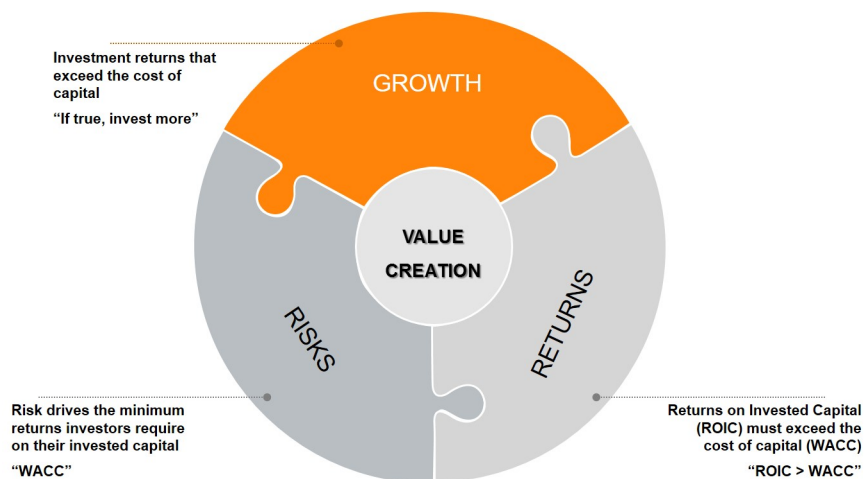 Investment returns that
exceed the cost of
capital
“If true, invest more”
GROWTH
VALUE
CREATION
RISKS
RETURNS
Risk drives the minimum
returns investors require
on their invested capital
“WACC”
Returns on Invested Capital
(ROIC) must exceed the
cost of capital (WACC)
“ROIC > WACC”